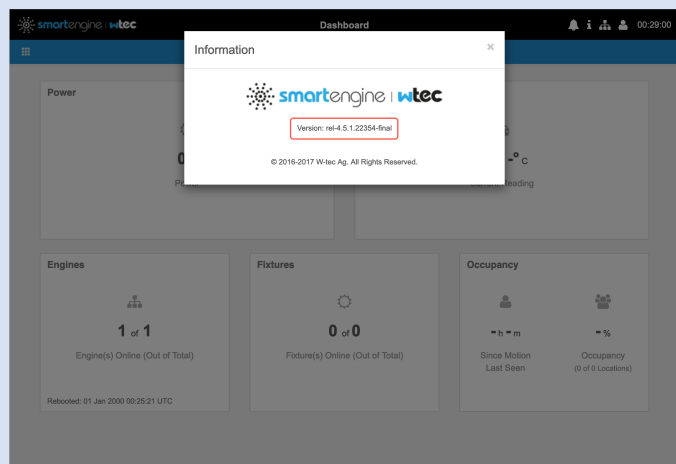 smartengine | wtec
Dashboard
00:29:00
Information
×
smartengine | wtec
Version: rel-4.5.1.22354-final
© 2016-2017 W-tec Ag. All Rights Reserved.
Power
0
-° C
Engines
1 of 1
Engine(s) Online (Out of Total)
Rebooted: 01 Jan 2000 00:25:21 UTC
Fixtures
0 of 0
Fixture(s) Online (Out of Total)
Occupancy
- h - m
Since Motion
Last Seen
- %
Occupancy
(0 of 0 Locations)